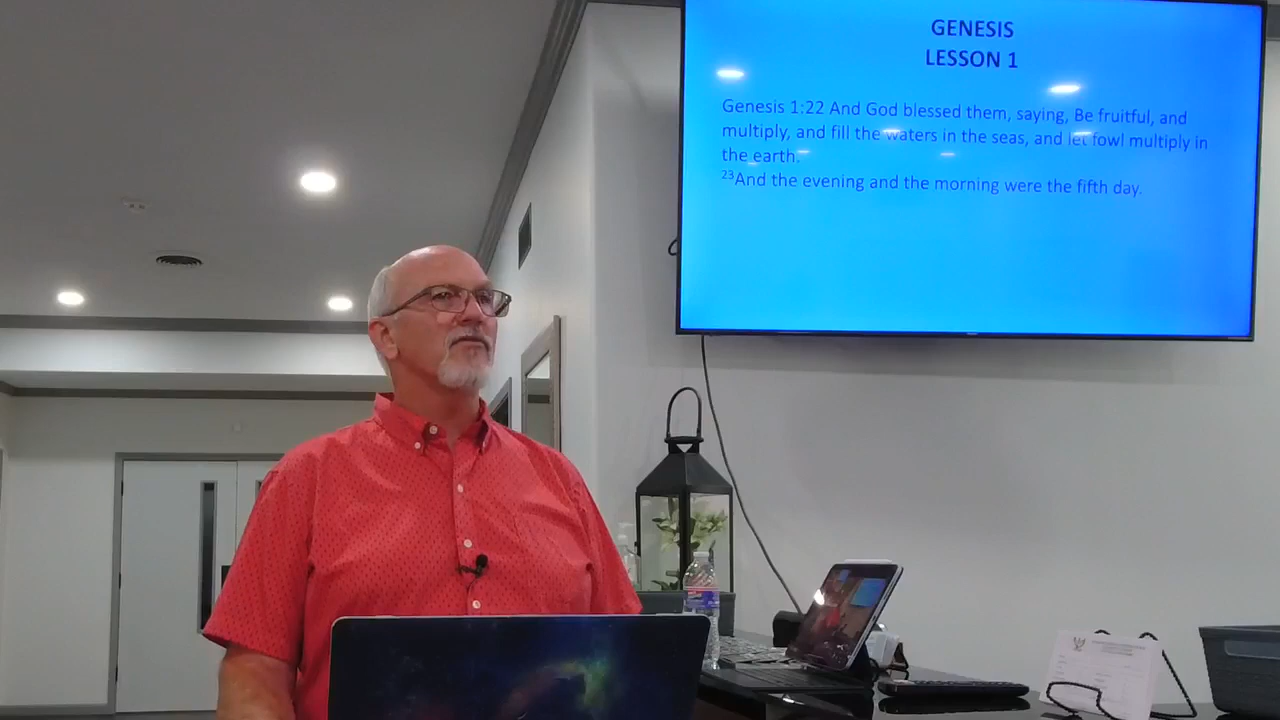 GENESIS
LESSON 1
Genesis 1:22 And God blessed them, saying, Be fruitful, and
multiply, and fill the waters in the seas, and let fowl multiply in
the earth.
23And the evening and the morning were the fifth day.